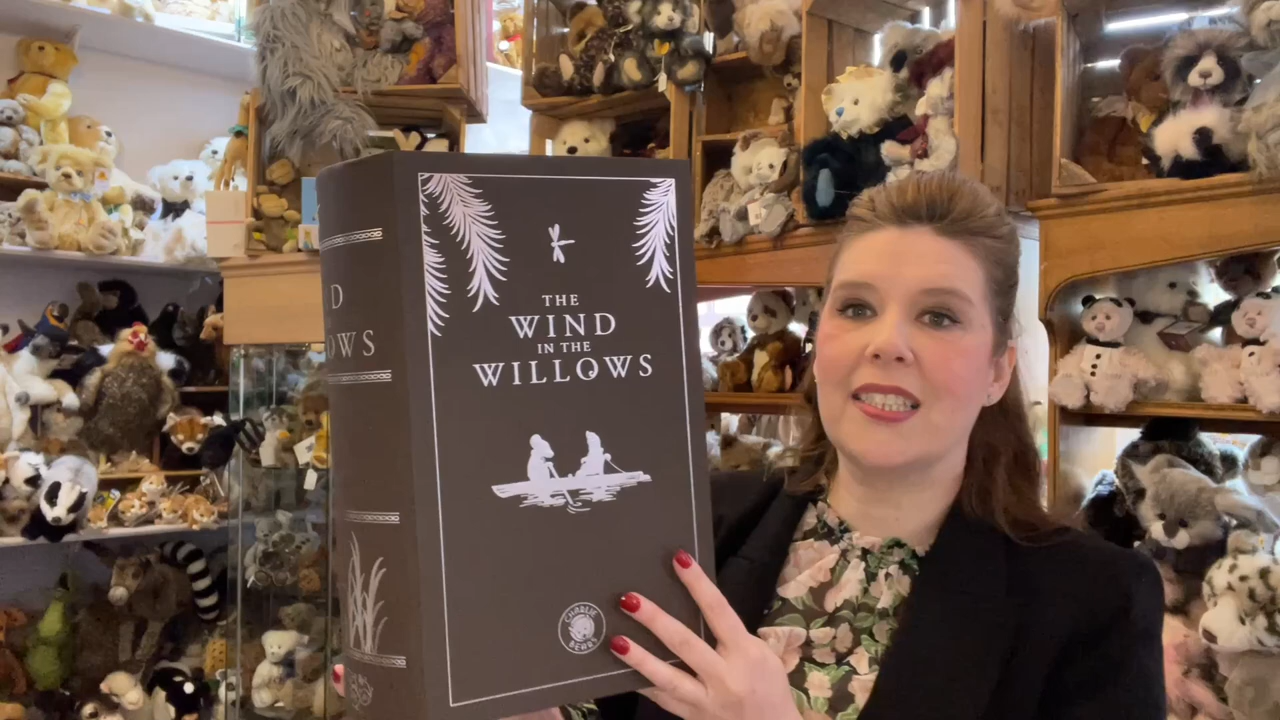 THE
WIND
IN THE
WILLOWS
D
OWS
CHARLIE
BEARS